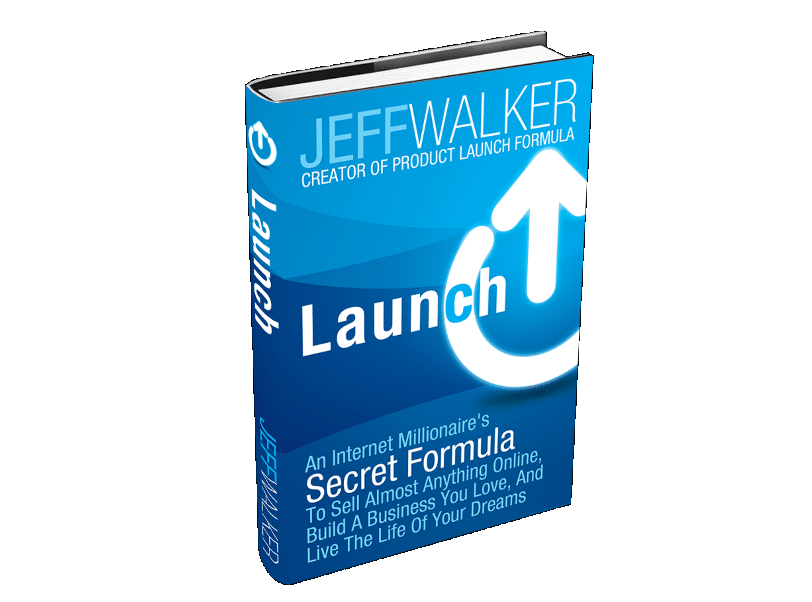 JEFFWALKER
CREATOR OF PRODUCT LAUNCH FORMULA
Launch
An Internet Millionaire's
Secret Formula
To Sell Almost Anything Online,
Build A Business You Love, And
Live The Life Of Your Dreams
Launch
JEFFWALKER